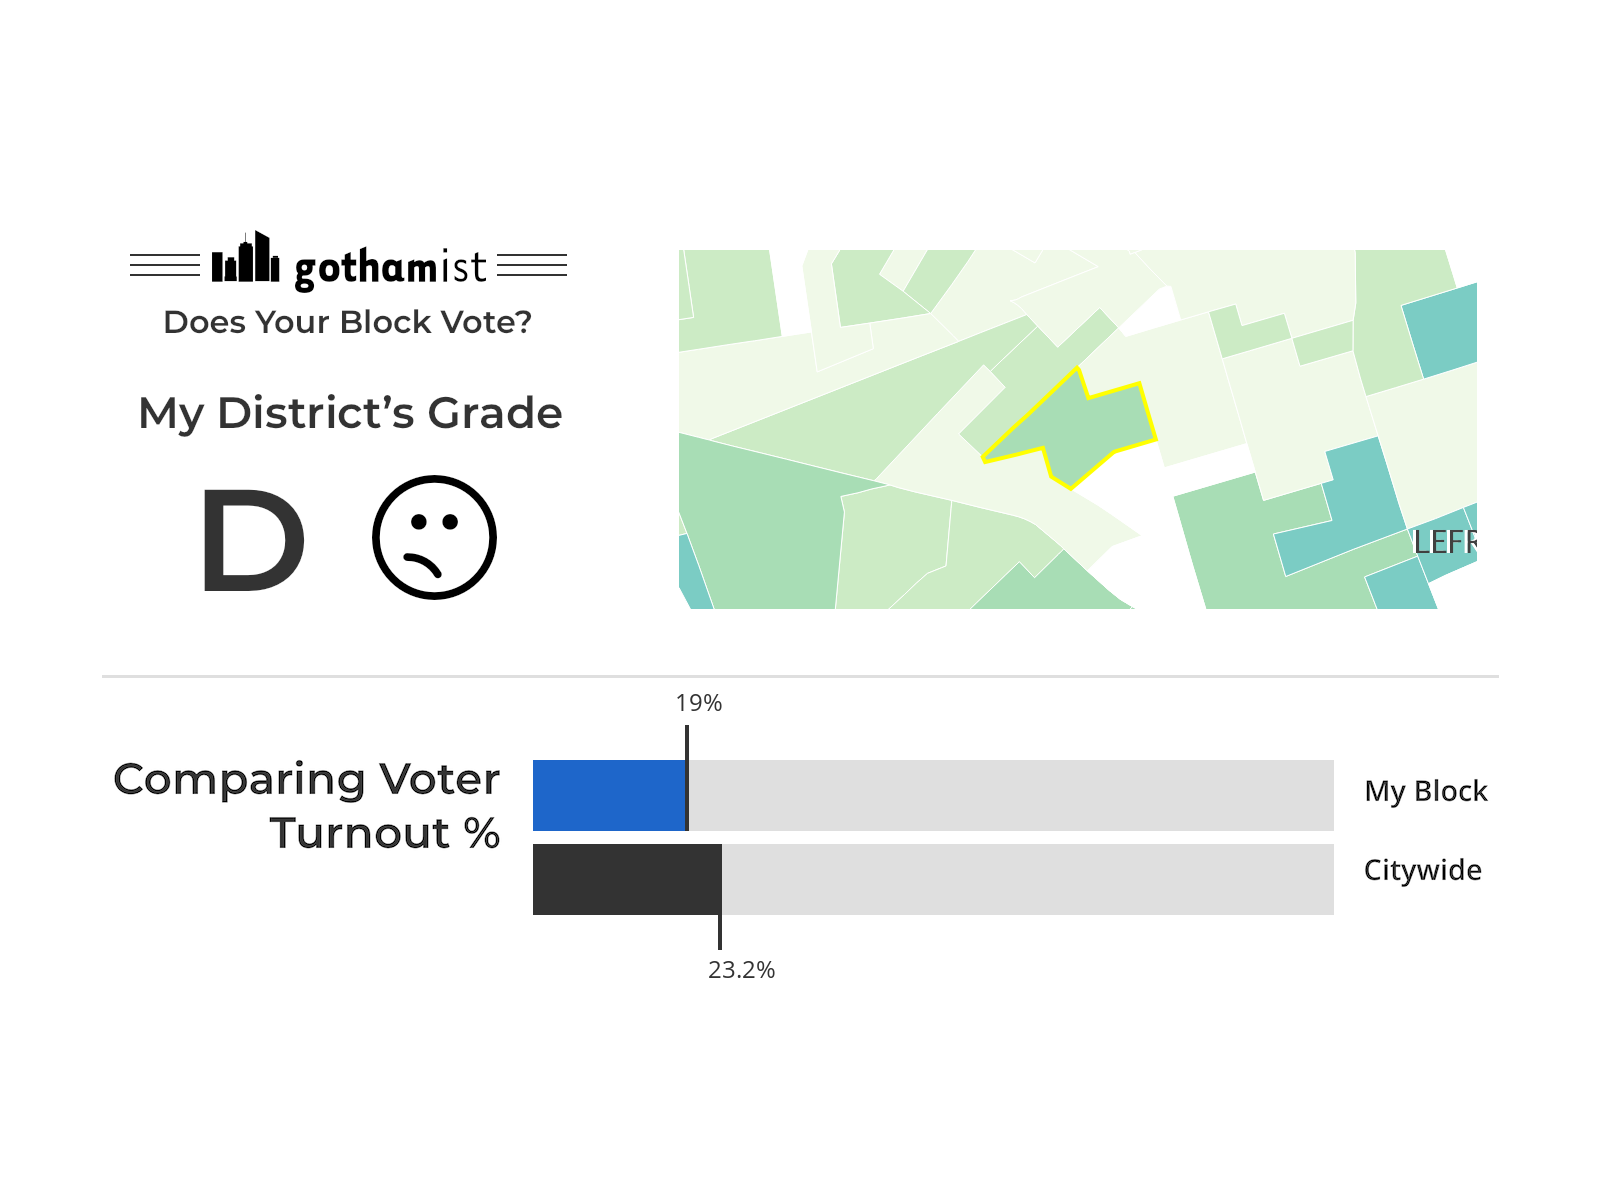 gothamist
Does Your Block Vote?
My District’s Grade
D
LEFR
19%
Comparing Voter
Turnout %
My Block
Citywide
23.2%